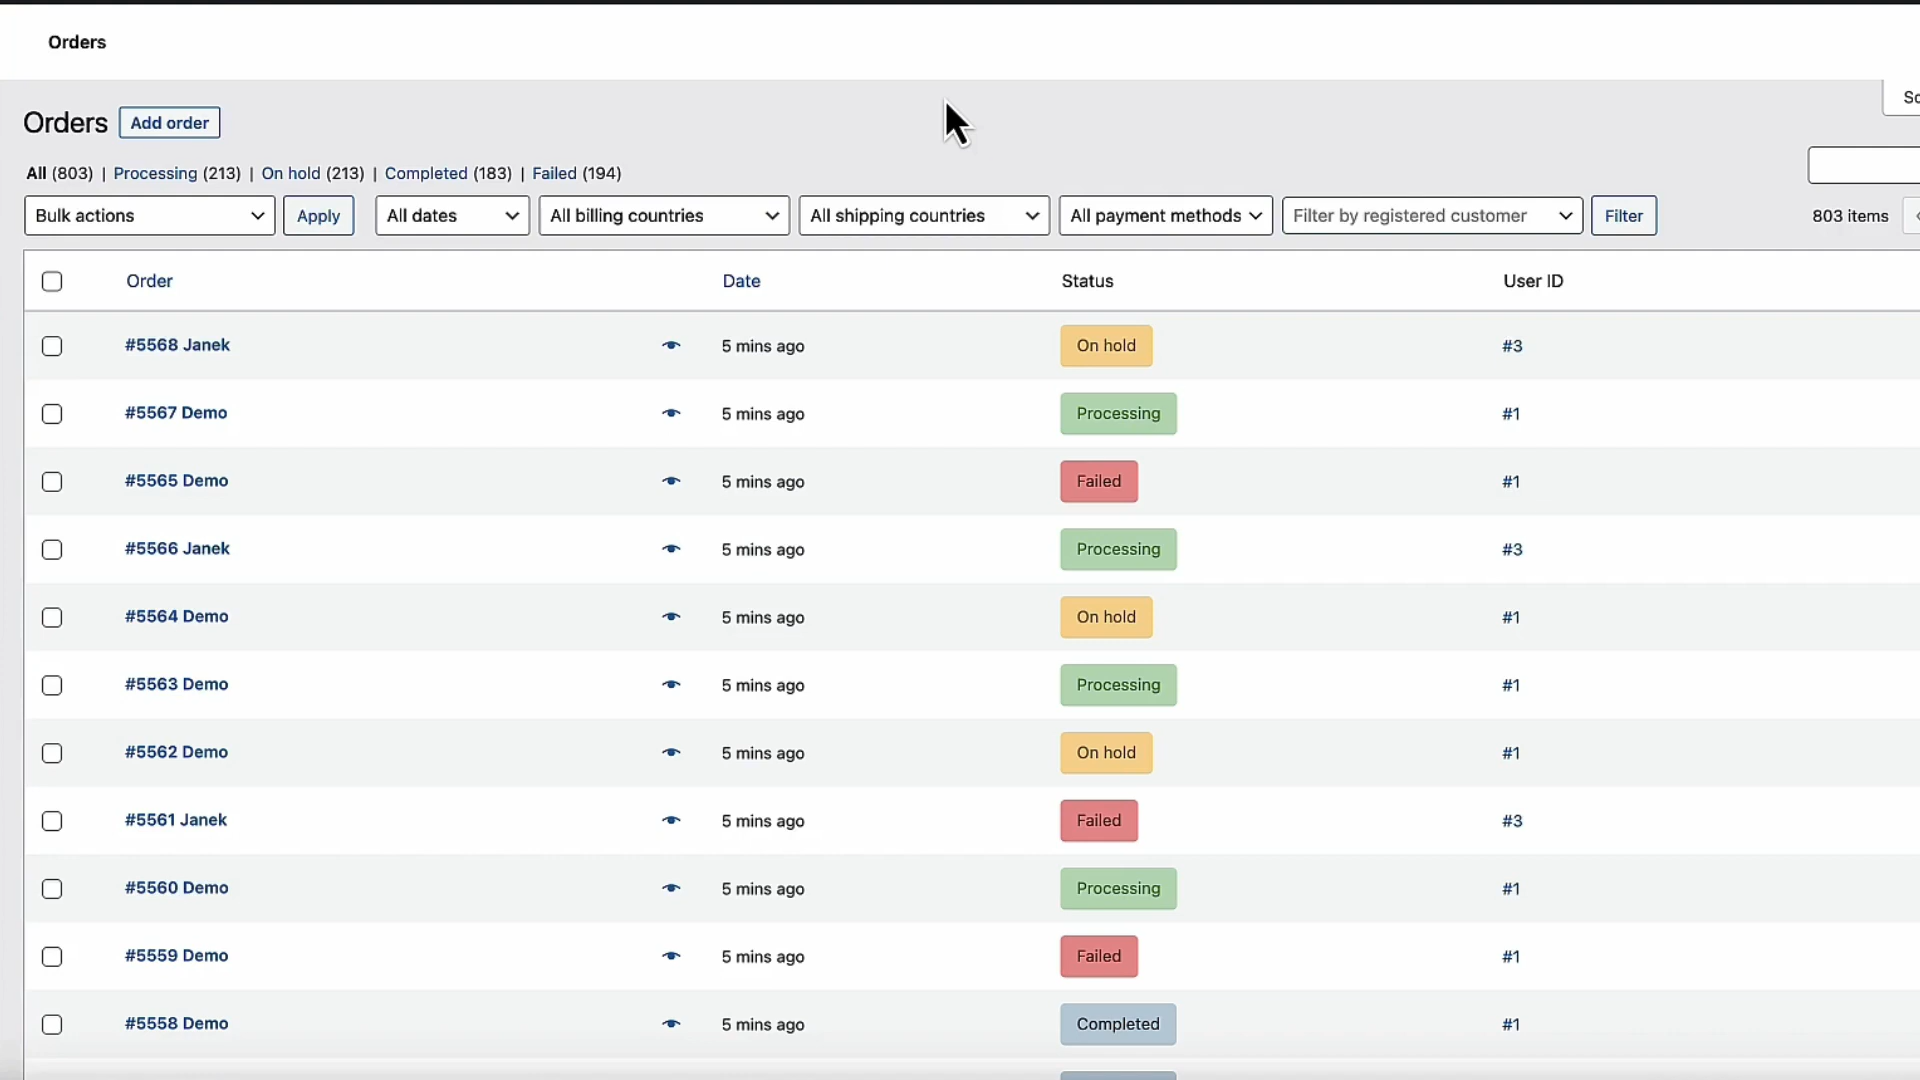 Orders
Orders Add order
All (803) | Processing (213) | On hold (213) | Completed (183) | Failed (194)
Bulk actions Apply All dates All billing countries All shipping countries All payment methods Filter by registered customer Filter 803 items
Order Date Status User ID
#5568 Janek 5 mins ago On hold #3
#5567 Demo 5 mins ago Processing #1
#5565 Demo 5 mins ago Failed #1
#5566 Janek 5 mins ago Processing #3
#5564 Demo 5 mins ago On hold #1
#5563 Demo 5 mins ago Processing #1
#5562 Demo 5 mins ago On hold #1
#5561 Janek 5 mins ago Failed #3
#5560 Demo 5 mins ago Processing #1
#5559 Demo 5 mins ago Failed #1
#5558 Demo 5 mins ago Completed #1